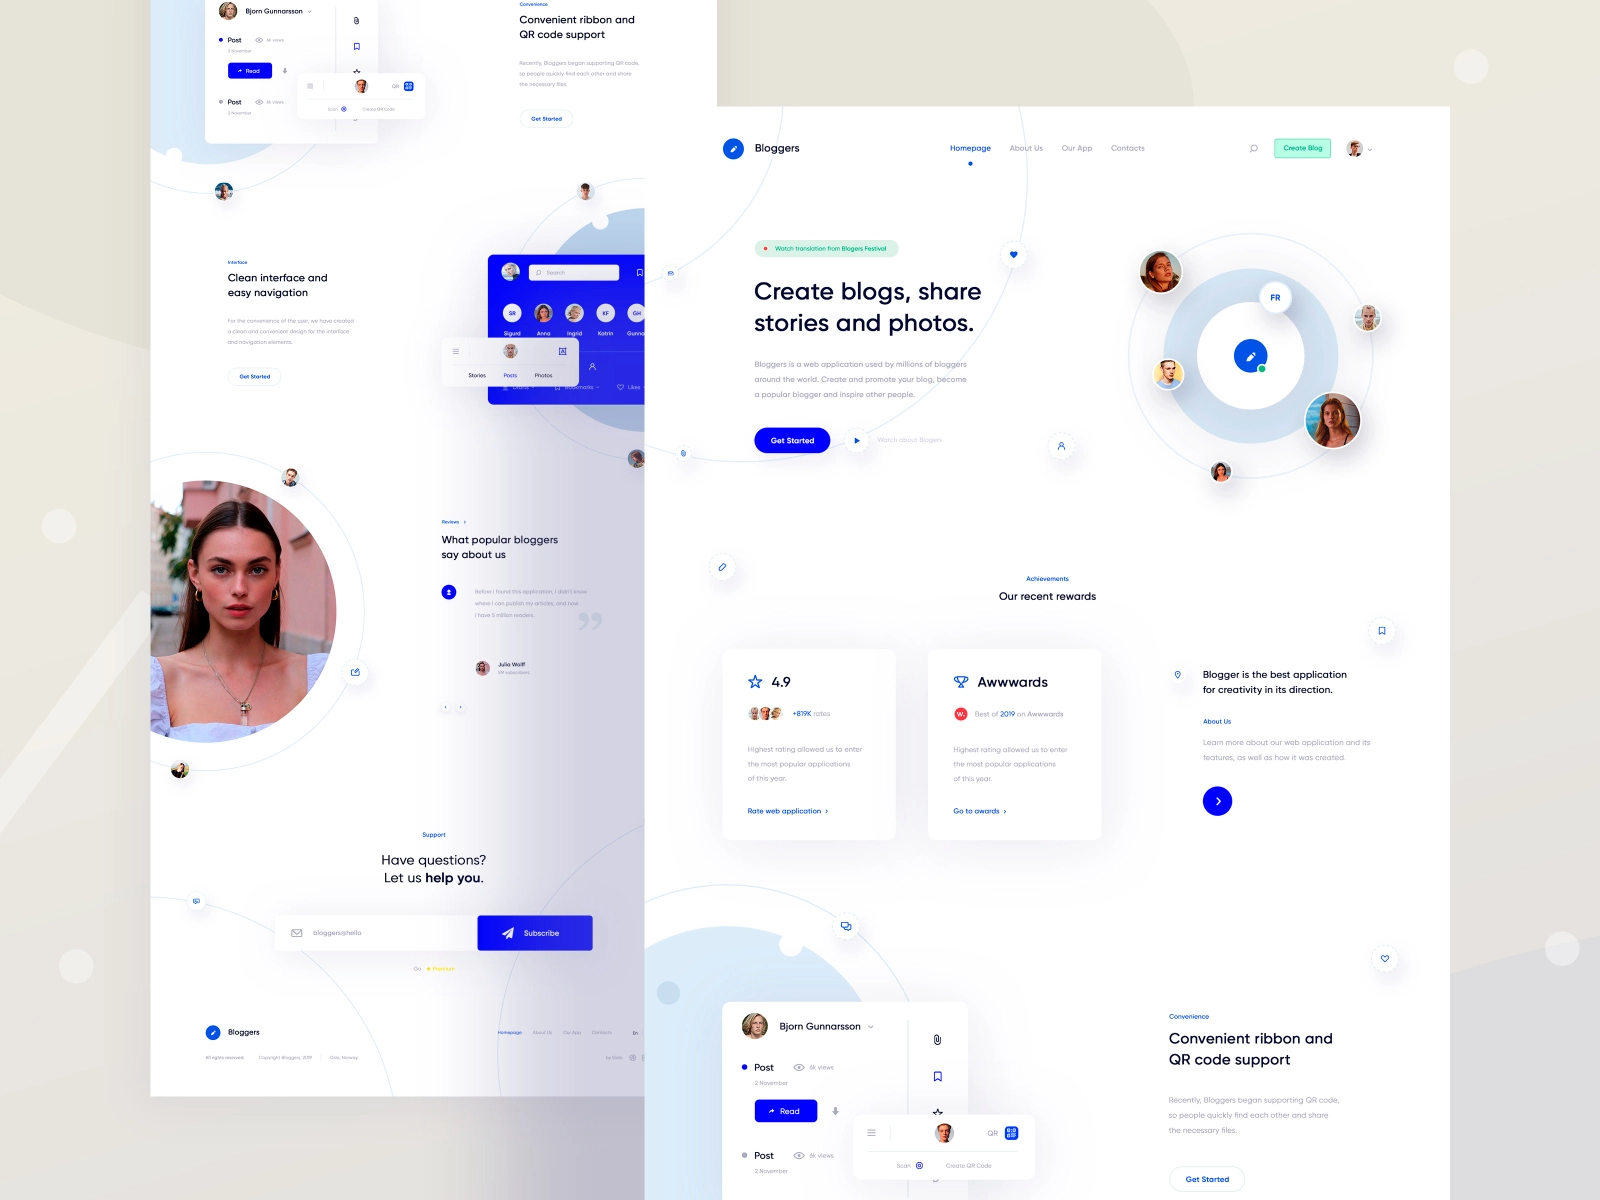 Bjorn Gunnarsson
Post
6k views
2 November
Read
Post
6k views
2 November
QR
Scan
Create QR Code
Convenience
Convenient ribbon and
QR code support
Recently, Bloggers began supporting QR code,
so people quickly find each other and share
the necessary files.
Get Started
Interface
Clean interface and
easy navigation
For the convenience of the user, we have created
a clean and convenient design for the interface
and navigation elements.
Get Started
Search
SR
KF
GH
Sigurd
Anna
Ingrid
Katrin
Stories
Posts
Photos
Likes
Reviews
What popular bloggers
say about us
Before I found this application, I didn't know
where I can publish my articles, and now
I have 5 million readers.
”
Julia Wolff
5M subscribers
Support
Have questions?
Let us help you.
bloggers@hello
Subscribe
Go
Premium
Bloggers
Homepage
About Us
Our App
Contacts
En
All rights reserved
Copyright Bloggers, 2019
Oslo, Norway
Bloggers
Homepage
About Us
Our App
Contacts
Create Blog
Watch translation from Blogers Festival
Create blogs, share
stories and photos.
Bloggers is a web application used by millions of bloggers
around the world. Create and promote your blog, become
a popular blogger and inspire other people.
Get Started
Watch about Blogers
FR
Achievements
Our recent rewards
4.9
+819K rates
Highest rating allowed us to enter
the most popular applications
of this year.
Rate web application
Awwwards
W.
Best of 2019 on Awwwards
Highest rating allowed us to enter
the most popular applications
of this year.
Go to awards
Blogger is the best application
for creativity in its direction.
About Us
Learn more about our web application and its
features, as well as how it was created.
Bjorn Gunnarsson
Post
6k views
2 November
Read
Post
6k views
2 November
QR
Scan
Create QR Code
Convenience
Convenient ribbon and
QR code support
Recently, Bloggers began supporting QR code,
so people quickly find each other and share
the necessary files.
Get Started